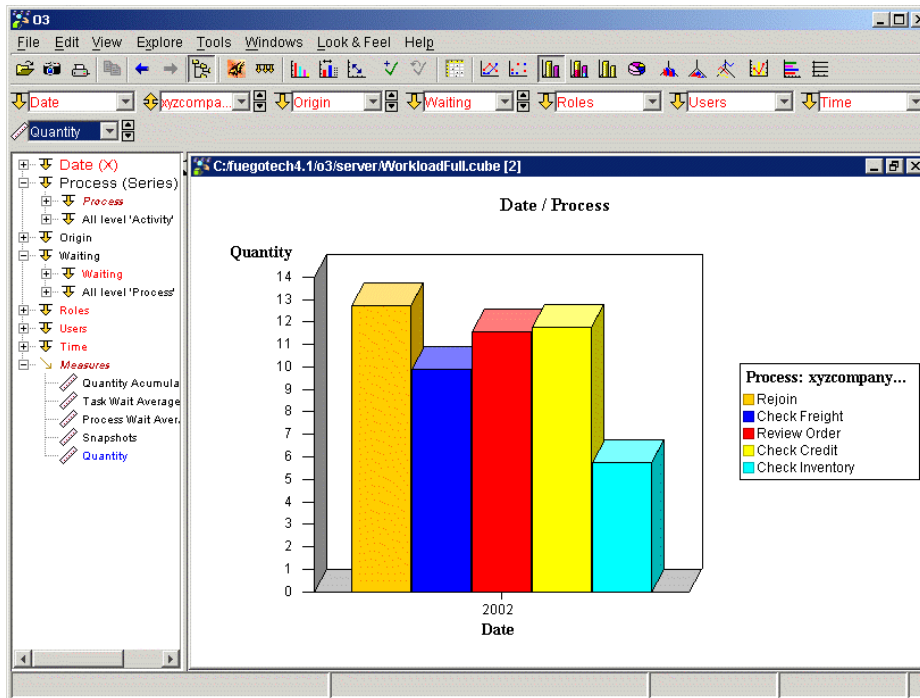 O3
File Edit View Explore Tools Windows Look & Feel Help
Date xyzcompa... Origin Waiting Roles Users Time
Quantity
Date (X)
Process (Series)
Process
All level 'Activity'
Origin
Waiting
Waiting
All level 'Process'
Roles
Users
Time
Measures
Quantity Acumula
Task Wait Average
Process Wait Aver.
Snapshots
Quantity
C:/fuegotech4.1/o3/server/WorkloadFull.cube [2]
Date / Process
Quantity
14
13
12
11
10
9
8
7
6
5
4
3
2
1
0
2002
Date
Process: xyzcompany...
Rejoin
Check Freight
Review Order
Check Credit
Check Inventory